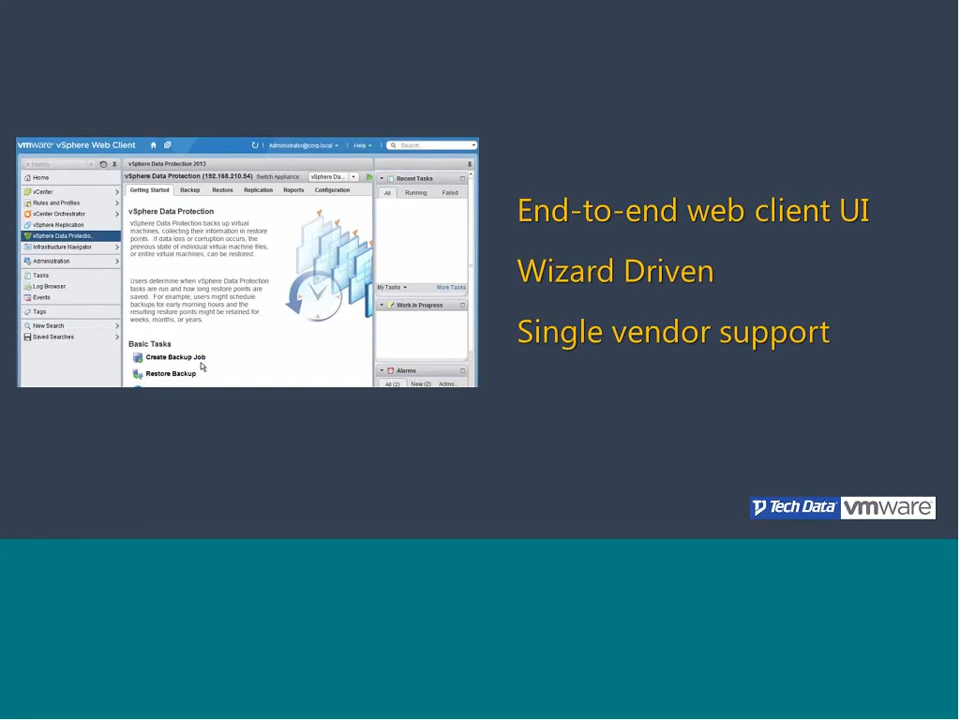 vmware vSphere Web Client
Administrator@corp.local
Help
Search
History
vSphere Data Protection 2013
vSphere Data Protection (192.168.210.54) Switch Appliance: vSphere Da...
Getting Started Backup Restore Replication Reports Configuration
Home
vCenter
Rules and Profiles
vCenter Orchestrator
vSphere Replication
vSphere Data Protectio...
Infrastructure Navigator
Administration
Tasks
Log Browser
Events
Tags
New Search
Saved Searches
vSphere Data Protection
vSphere Data Protection backs up virtual
machines, collecting their information in restore
points. If data loss or corruption occurs, the
previous state of individual virtual machine files,
or entire virtual machines, can be restored.
Users determine when vSphere Data Protection
tasks are run and how long restore points are
saved. For example, users might schedule
backups for early morning hours and the
resulting restore points might be retained for
weeks, months, or years.
Basic Tasks
Create Backup Job
Restore Backup
Recent Tasks
All Running Failed
My Tasks More Tasks
Work In Progress
Alarms
All (2) New (2) Ackno...
End-to-end web client UI
Wizard Driven
Single vendor support
Tech Data vmware